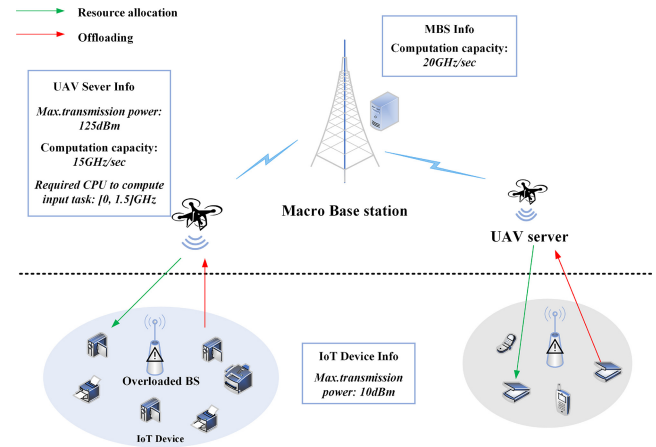 Resource allocation
Offloading
MBS Info
Computation capacity:
20GHz/sec
UAV Sever Info
Max.transmission power:
125dBm
Computation capacity:
15GHz/sec
Required CPU to compute
input task: [0, 1.5]GHz
Macro Base station
UAV server
IoT Device Info
Max.transmission
power: 10dBm
Overloaded BS
IoT Device